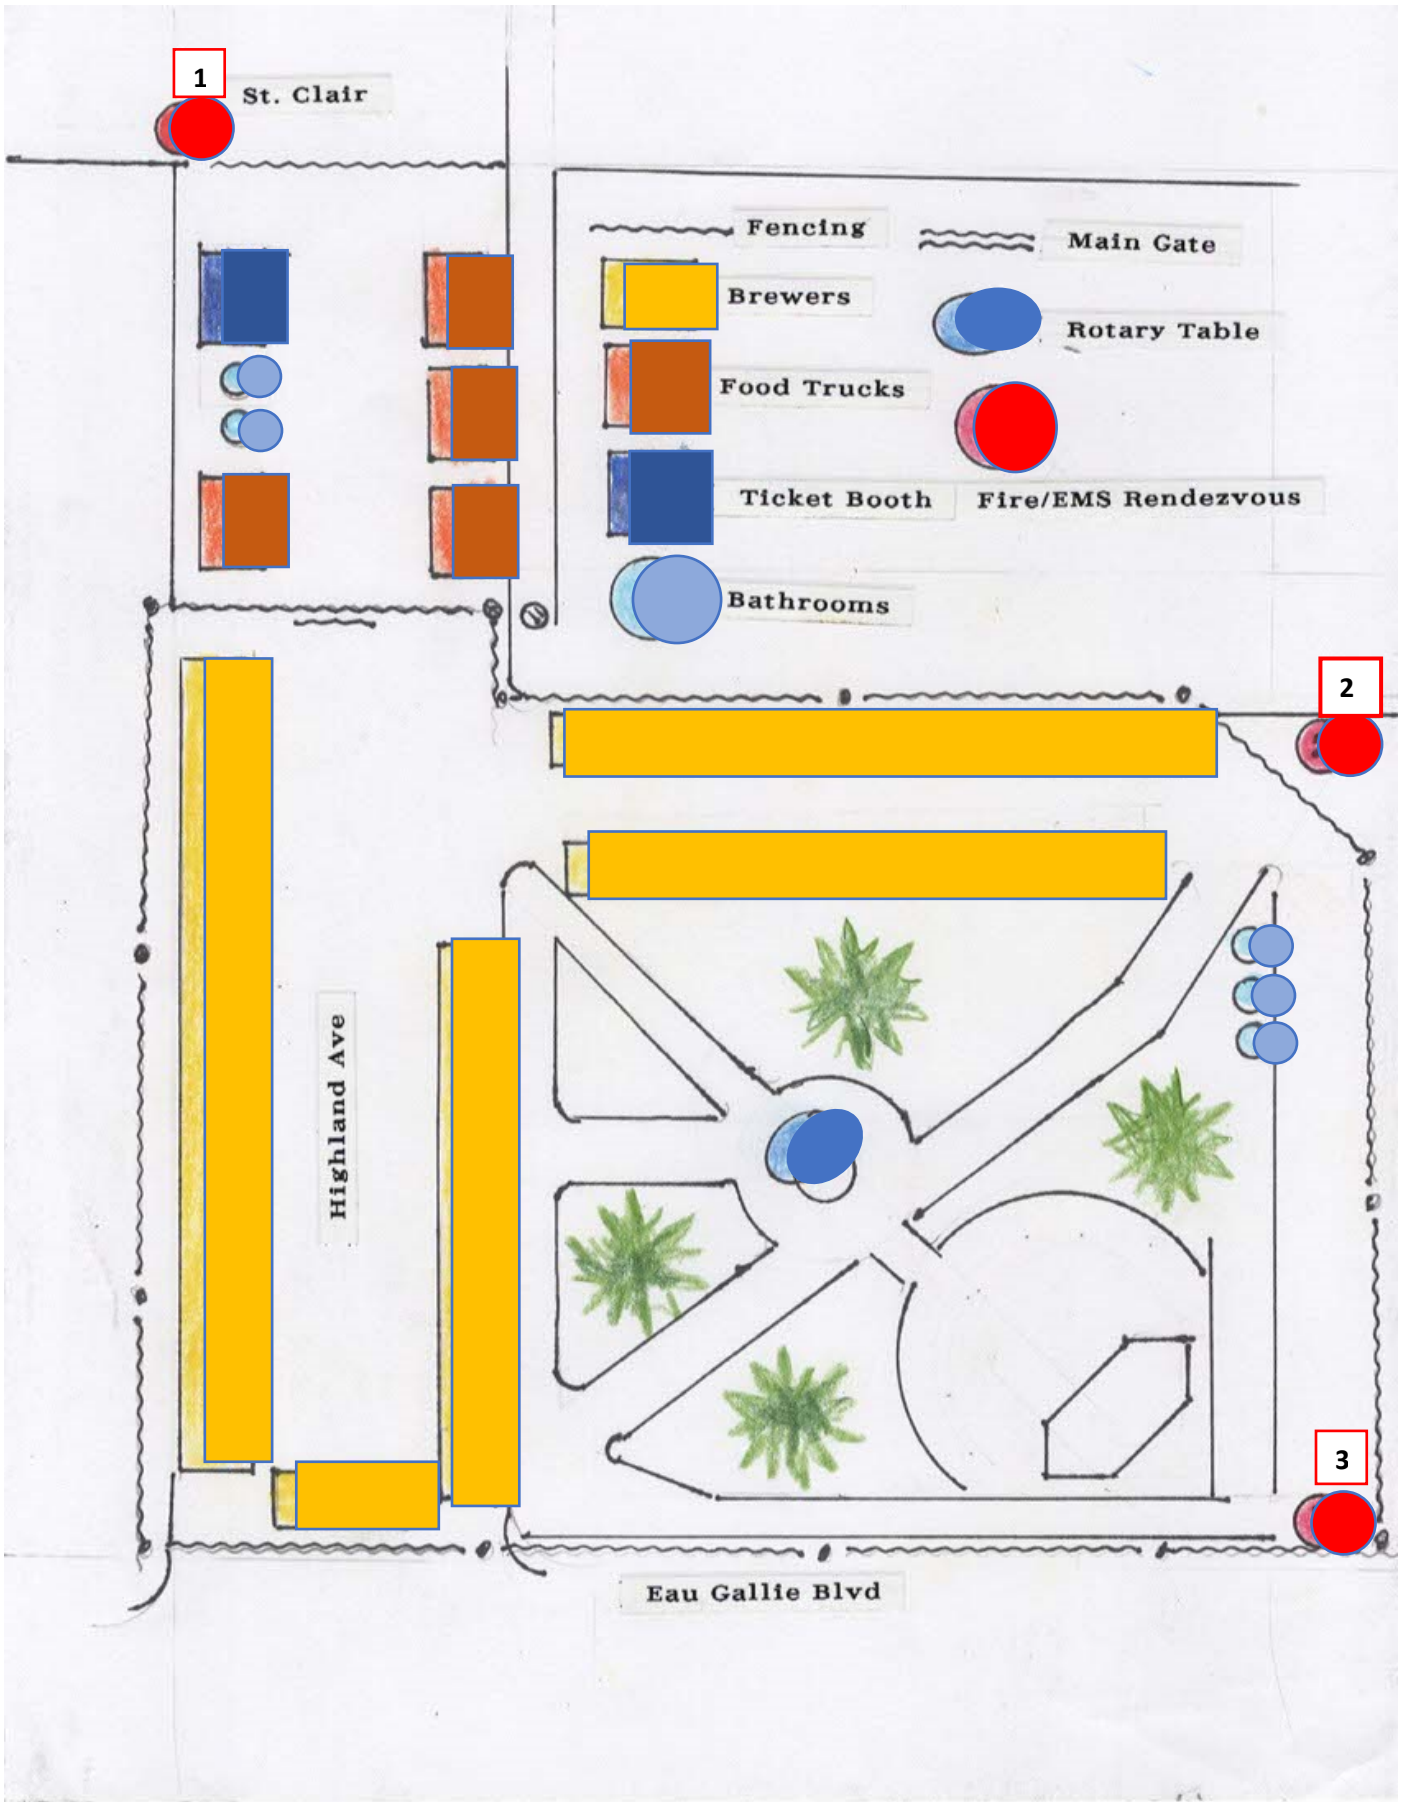 1
St. Clair
Fencing
Main Gate
Brewers
Rotary Table
Food Trucks
Ticket Booth
Fire/EMS Rendezvous
Bathrooms
2
Highland Ave
3
Eau Gallie Blvd